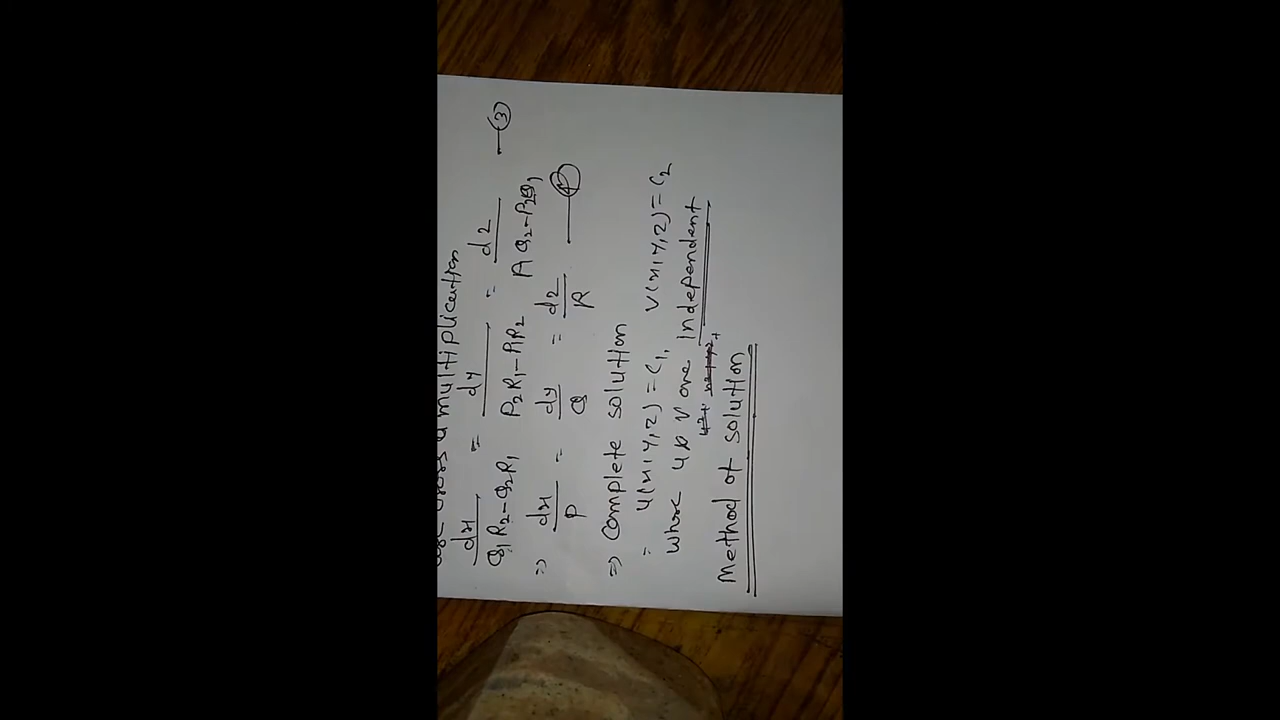 cross multiplication
dx = dy = dz —③
Q1R2-Q2R1 P2R1-P1R2 P1Q2-P2Q1
⇒ dx = dy = dz —④
P Q R
⇒ Complete solution
= u(x,y,z)=C1, v(x,y,z)=C2
where u & v are independent
Method of solution